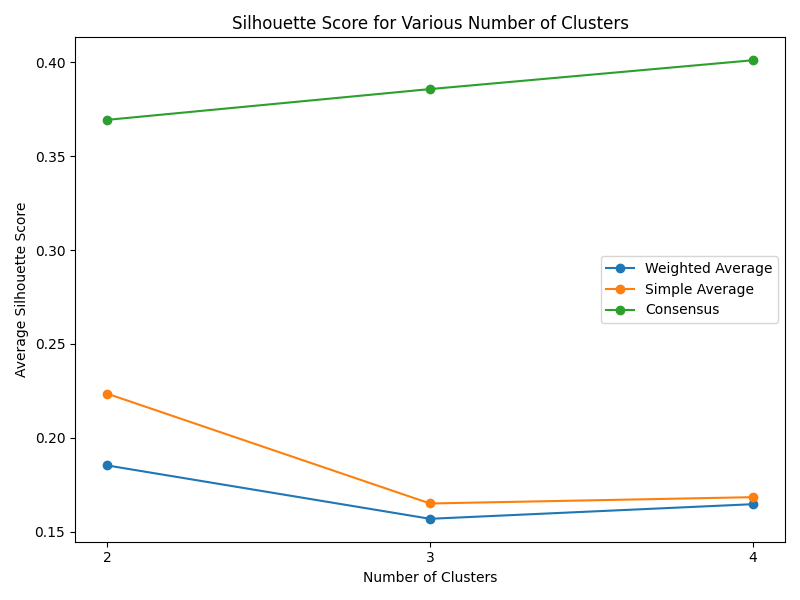 Silhouette Score for Various Number of Clusters
0.40
0.35
0.30
0.25
0.20
0.15
Average Silhouette Score
Weighted Average
Simple Average
Consensus
2
3
4
Number of Clusters